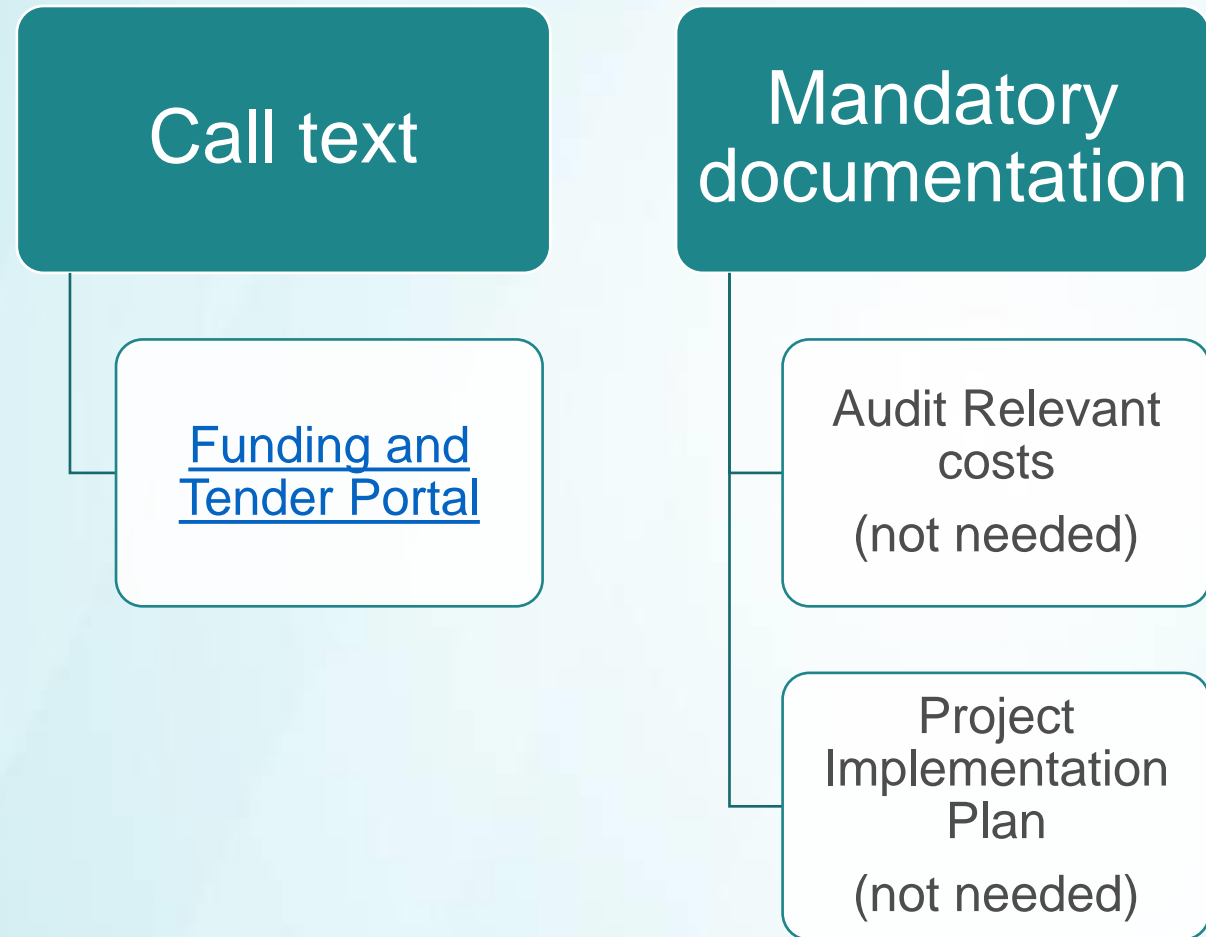 Call text
Funding and
Tender Portal
Mandatory
documentation
Audit Relevant
costs
(not needed)
Project
Implementation
Plan
(not needed)